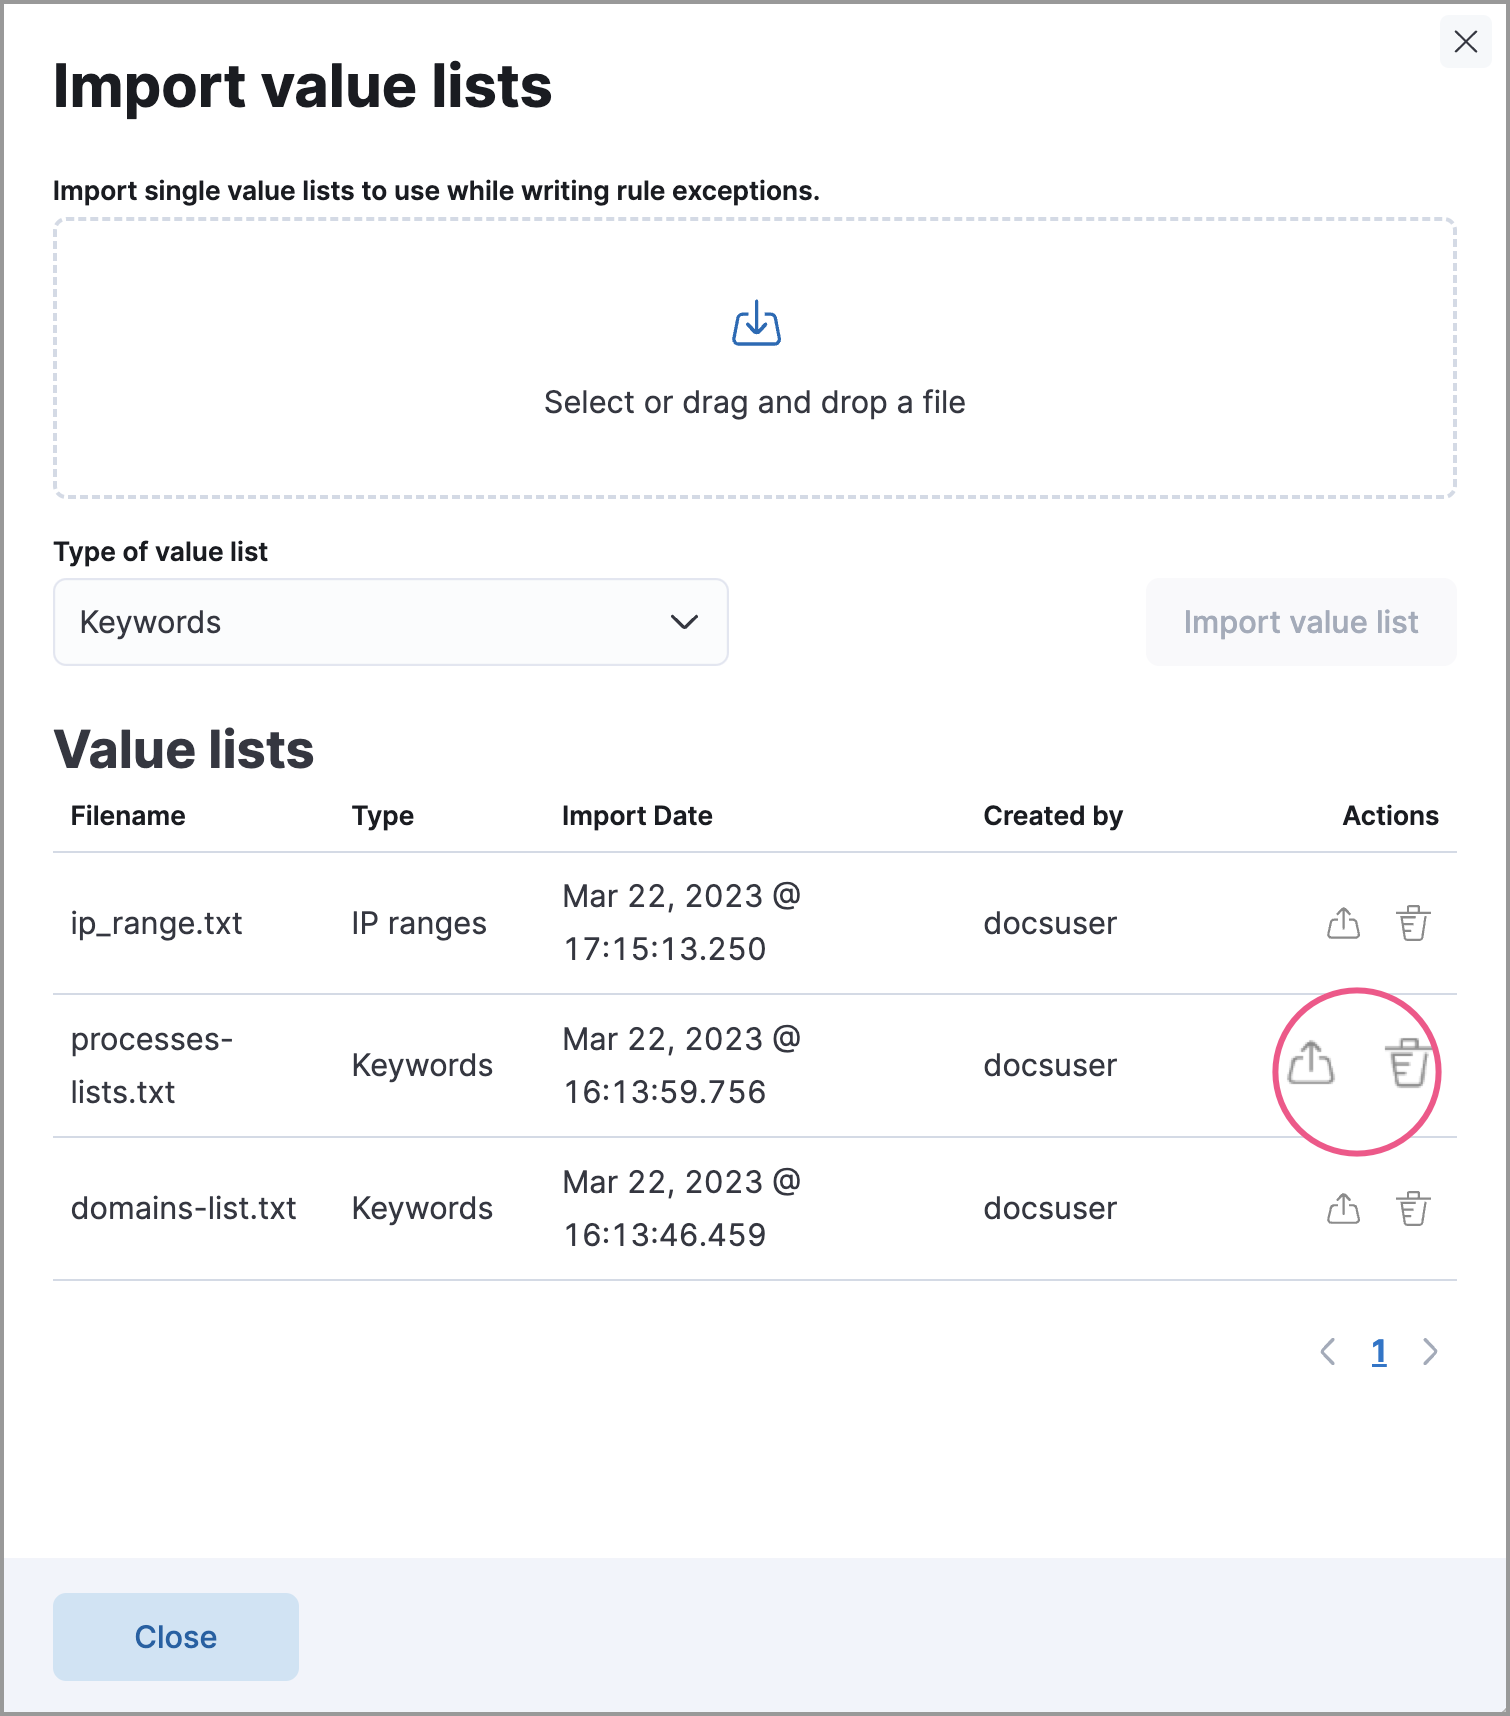 Import value lists
Import single value lists to use while writing rule exceptions.
Select or drag and drop a file
Type of value list
Keywords
Import value list
Value lists
Filename Type Import Date Created by Actions
ip_range.txt IP ranges Mar 22, 2023 @ docsuser
17:15:13.250
processes- Keywords Mar 22, 2023 @ docsuser
lists.txt 16:13:59.756
domains-list.txt Keywords Mar 22, 2023 @ docsuser
16:13:46.459
1
Close